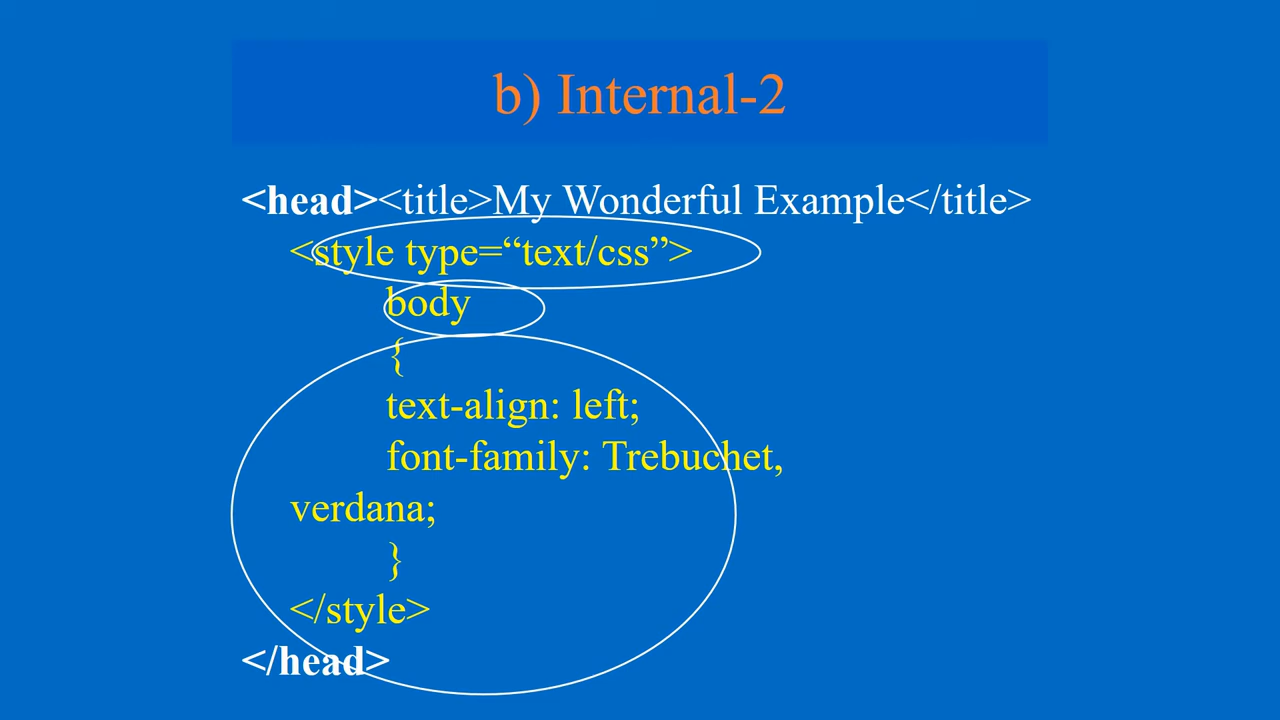 b) Internal-2
<head><title>My Wonderful Example</title>
<style type=“text/css”>
body
{
text-align: left;
font-family: Trebuchet,
verdana;
}
</style>
</head>